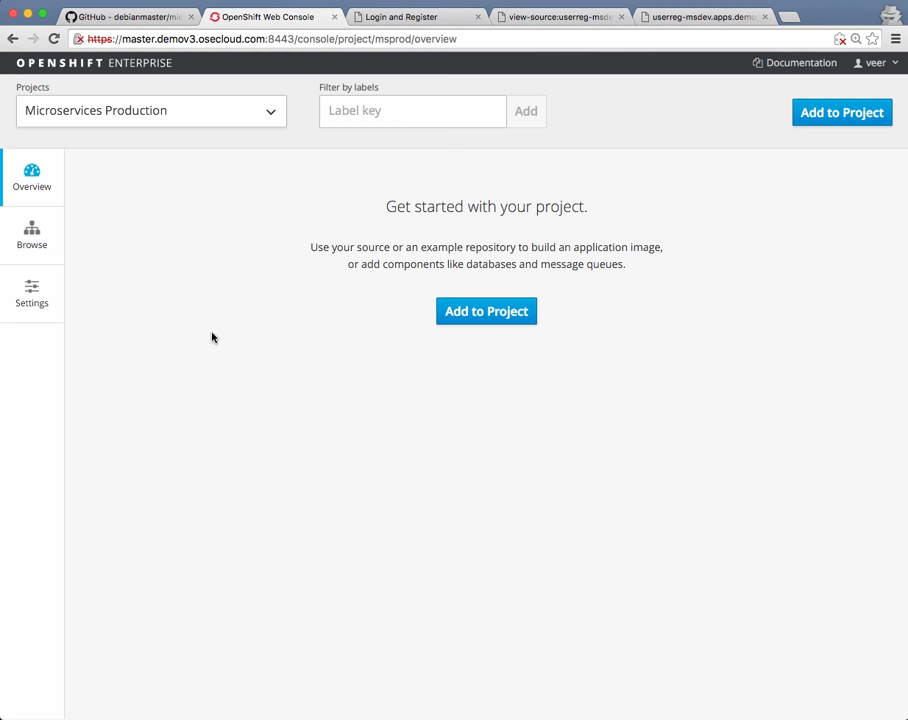 GitHub - debianmaster/mic
OpenShift Web Console
Login and Register
view-source:userreg-msde
userreg-msdev.apps.demo
https://master.demov3.osecloud.com:8443/console/project/msprod/overview
OPENSHIFT ENTERPRISE
Documentation
veer
Projects
Filter by labels
Microservices Production
Label key
Add
Add to Project
Overview
Browse
Settings
Get started with your project.
Use your source or an example repository to build an application image,
or add components like databases and message queues.
Add to Project